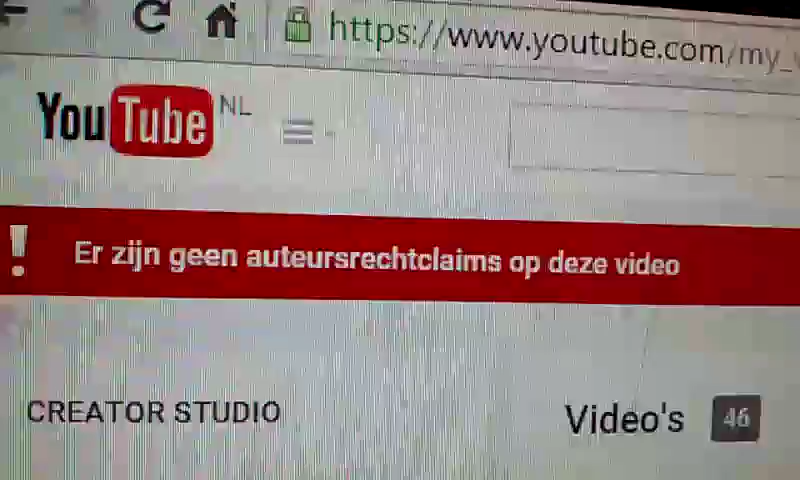 https://www.youtube.com/my_
YouTube NL
Er zijn geen auteursrechtclaims op deze video
CREATOR STUDIO
Video's 46